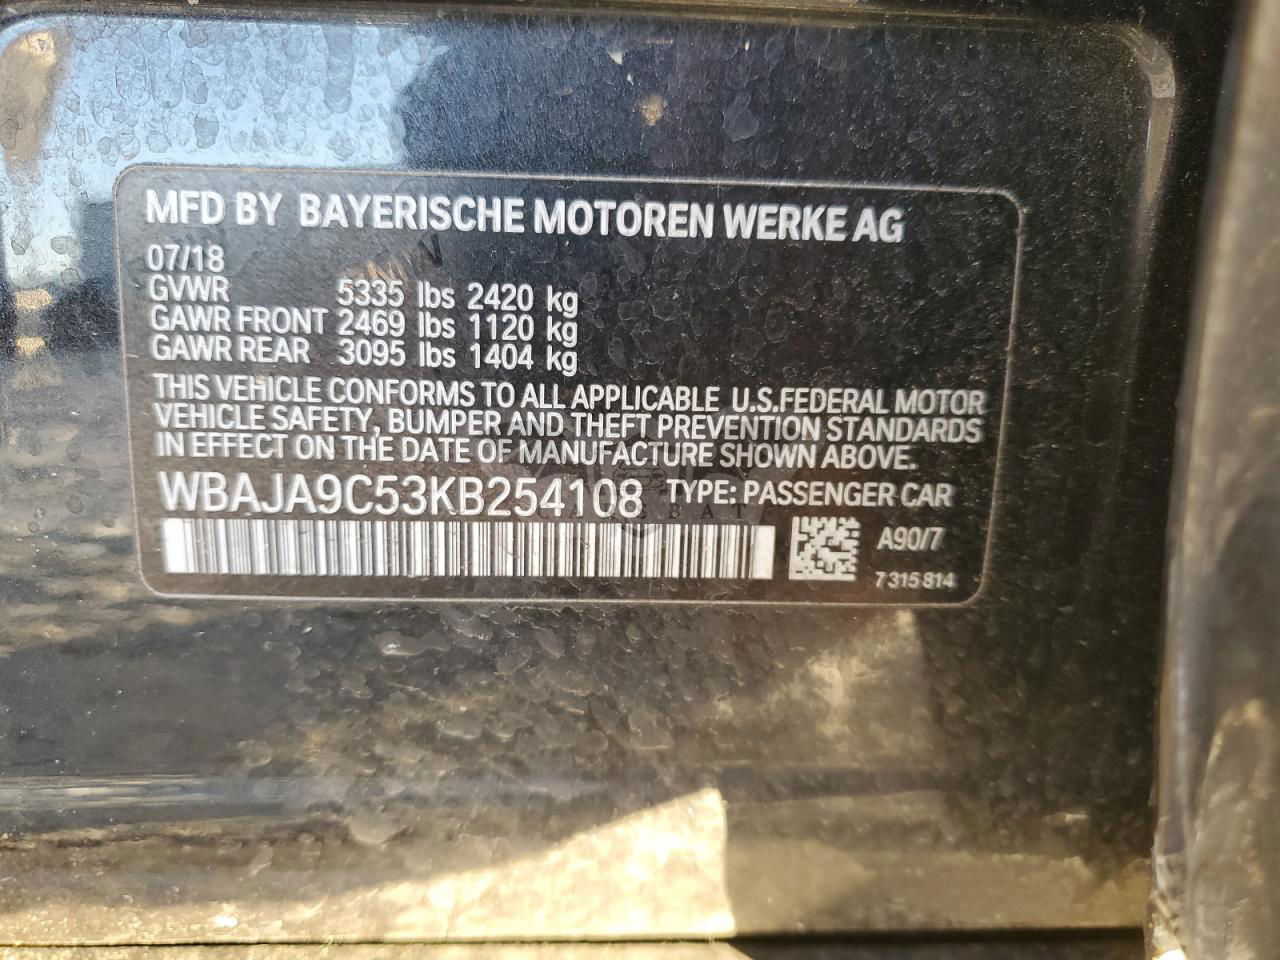 MFD BY BAYERISCHE MOTOREN WERKE AG
07/18
GVWR 5335 lbs 2420 kg
GAWR FRONT 2469 lbs 1120 kg
GAWR REAR 3095 lbs 1404 kg
THIS VEHICLE CONFORMS TO ALL APPLICABLE U.S.FEDERAL MOTOR
VEHICLE SAFETY, BUMPER AND THEFT PREVENTION STANDARDS
IN EFFECT ON THE DATE OF MANUFACTURE SHOWN ABOVE.
WBAJA9C53KB254108 TYPE: PASSENGER CAR
A90/7
7 315 814